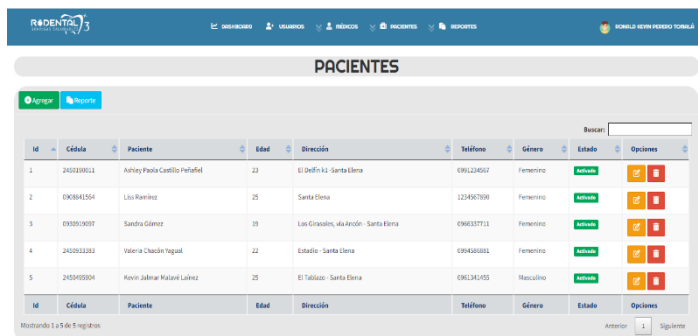 RODENTAL 73
DASHBOARD USUARIOS MÉDICOS PACIENTES REPORTES RONALD KEVIN PERERO TOMALÁ
PACIENTES
Agregar Reporte
Buscar:
Id Cédula Paciente Edad Dirección Teléfono Género Estado Opciones
1 2450190011 Ashley Paola Castillo Peñafiel 23 El Delfín k1 -Santa Elena 0991234567 Femenino Activado
2 0908841564 Liss Ramírez 25 Santa Elena 1234567890 Femenino Activado
3 0930919097 Sandra Gómez 19 Los Girasoles, vía Ancón - Santa Elena 0968337711 Femenino Activado
4 2450933383 Valeria Chacón Yagual 22 Estadio - Santa Elena 0994586881 Femenino Activado
5 2450495904 Kevin Jalmar Malavé Laínez 25 El Tablazo - Santa Elena 0961341455 Masculino Activado
Id Cédula Paciente Edad Dirección Teléfono Género Estado Opciones
Mostrando 1 a 5 de 5 registros Anterior 1 Siguiente